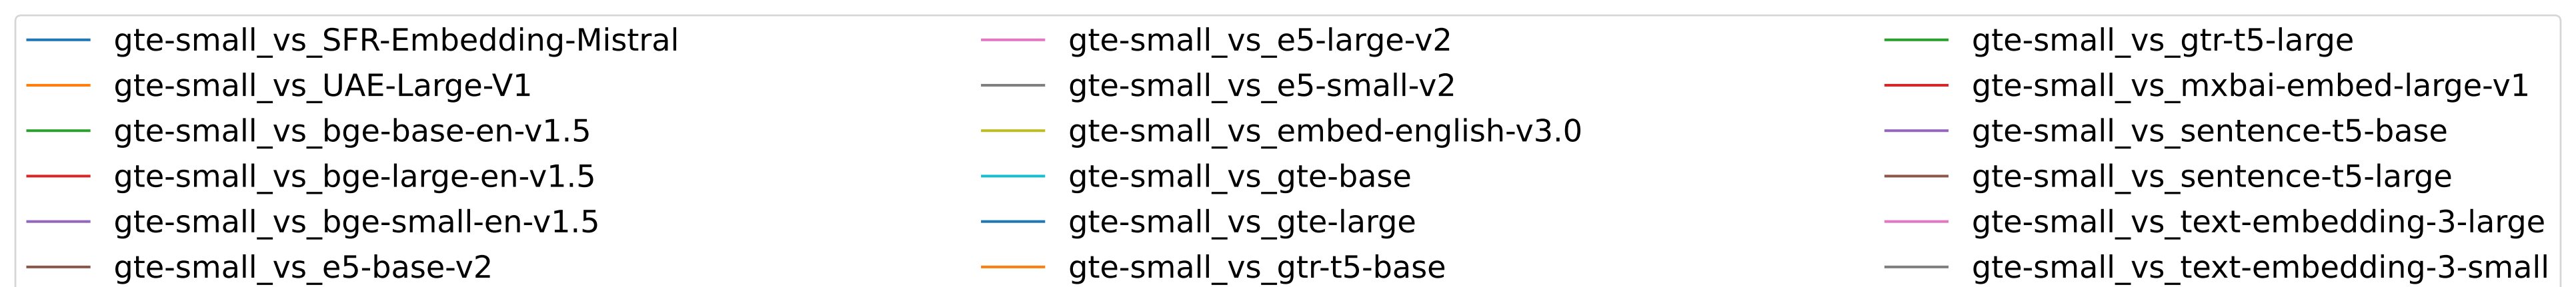 gte-small_vs_SFR-Embedding-Mistral
gte-small_vs_UAE-Large-V1
gte-small_vs_bge-base-en-v1.5
gte-small_vs_bge-large-en-v1.5
gte-small_vs_bge-small-en-v1.5
gte-small_vs_e5-base-v2
gte-small_vs_e5-large-v2
gte-small_vs_e5-small-v2
gte-small_vs_embed-english-v3.0
gte-small_vs_gte-base
gte-small_vs_gte-large
gte-small_vs_gtr-t5-base
gte-small_vs_gtr-t5-large
gte-small_vs_mxbai-embed-large-v1
gte-small_vs_sentence-t5-base
gte-small_vs_sentence-t5-large
gte-small_vs_text-embedding-3-large
gte-small_vs_text-embedding-3-small